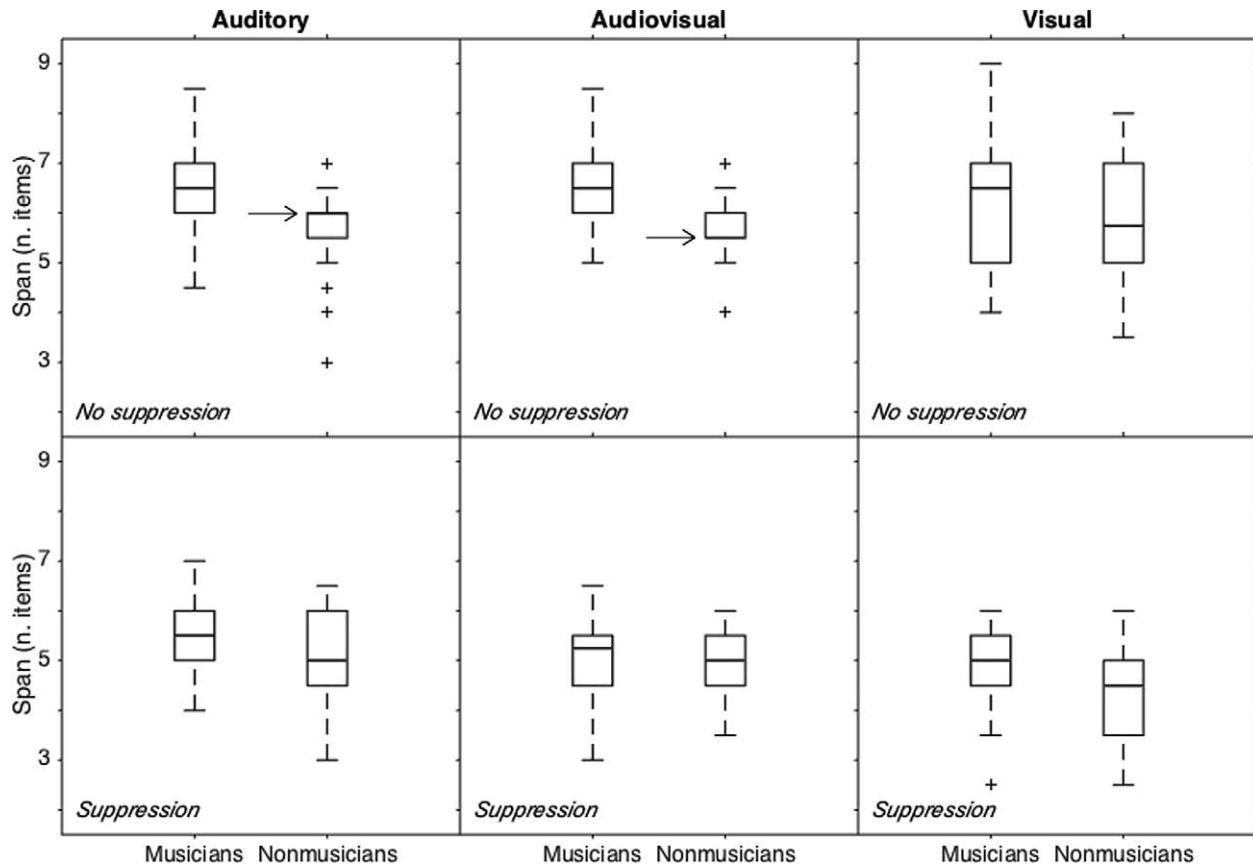 Auditory
Audiovisual
Visual
Span (n. items)
9
7
5
3
No suppression
No suppression
No suppression
Span (n. items)
9
7
5
3
Suppression
Suppression
Suppression
Musicians Nonmusicians
Musicians Nonmusicians
Musicians Nonmusicians